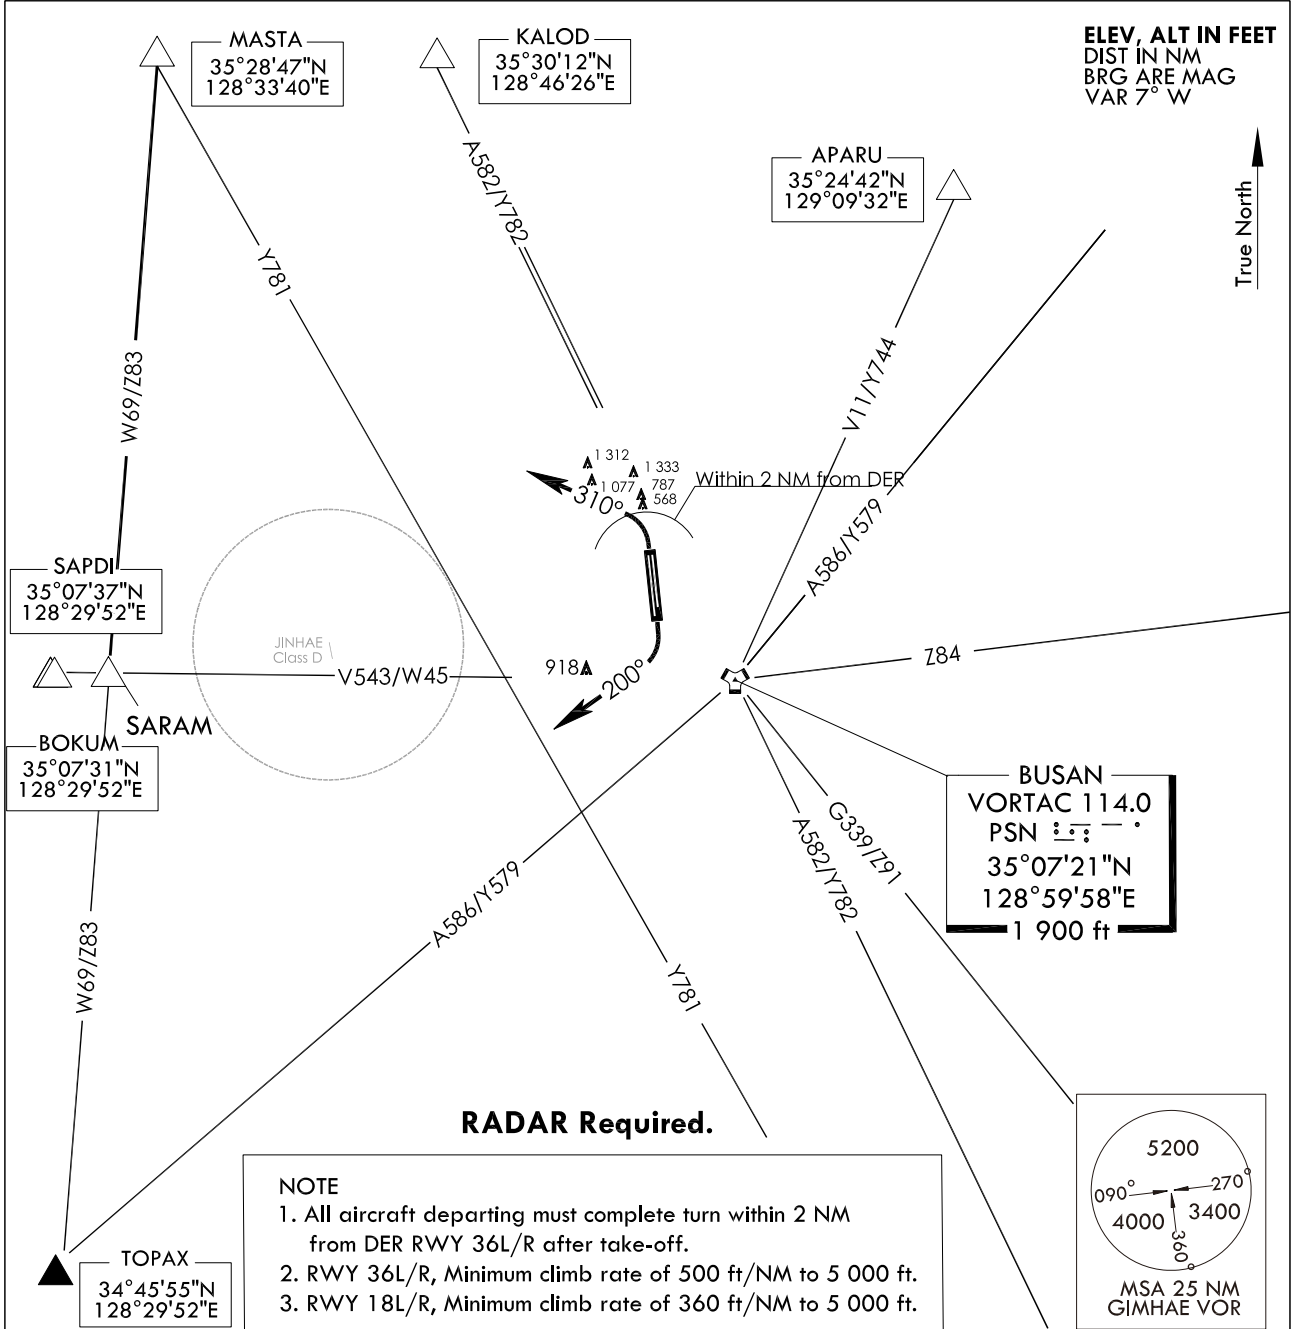 MASTA
35°28'47"N
128°33'40"E
KALOD
35°30'12"N
128°46'26"E
ELEV, ALT IN FEET
DIST IN NM
BRG ARE MAG
VAR 7° W
APARU
35°24'42"N
129°09'32"E
True North
A582/Y782
Y781
W69/Z83
V11/Y744
1 312
1 333
1 077
787
568
Within 2 NM from DER
310°
A586/Y579
SAPDI
35°07'37"N
128°29'52"E
JINHAE
Class D
V543/W45
918
200°
Z84
SARAM
BOKUM
35°07'31"N
128°29'52"E
BUSAN
VORTAC 114.0
PSN
35°07'21"N
128°59'58"E
1 900 ft
G339/Z91
A582/Y782
A586/Y579
W69/Z83
Y781
RADAR Required.
NOTE
1. All aircraft departing must complete turn within 2 NM
from DER RWY 36L/R after take-off.
2. RWY 36L/R, Minimum climb rate of 500 ft/NM to 5 000 ft.
3. RWY 18L/R, Minimum climb rate of 360 ft/NM to 5 000 ft.
TOPAX
34°45'55"N
128°29'52"E
5200
090°
270°
4000
3400
360°
MSA 25 NM
GIMHAE VOR